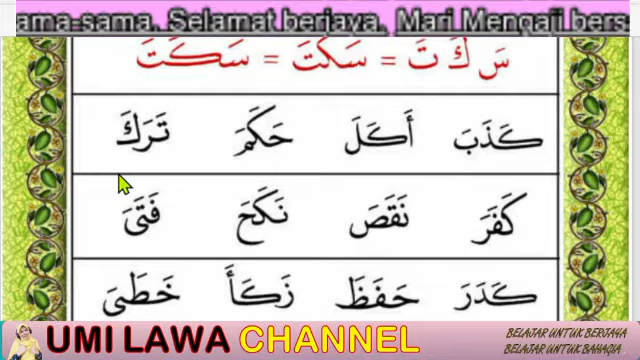 ama-sama. Selamat berjaya. Mari Mengaji bers
سَ كَ تَ = سَكَتَ = سَكَتَ
كَذَبَ أَكَلَ حَكَمَ تَرَكَ
كَفَرَ نَقَصَ نَكَحَ فَتَىَ
كَدَرَ حَفَظَ زَكَأَ خَطَىَ
UMI LAWA CHANNEL
BELAJAR UNTUK BERJAYA
BELAJAR UNTUK BAHAGIA